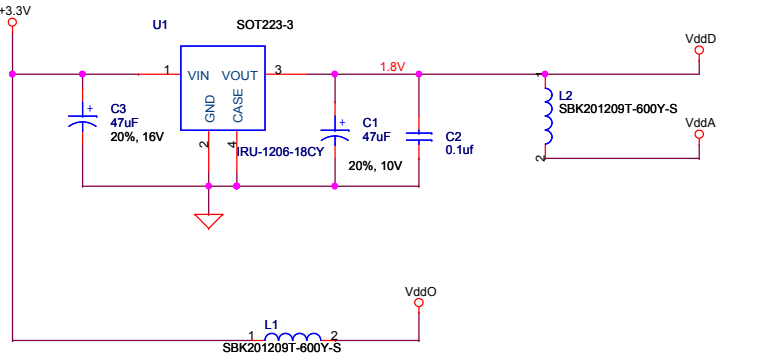 +3.3V
U1
SOT223-3
VddD
1
VIN
VOUT
3
1.8V
1
GND
CASE
L2
SBK201209T-600Y-S
C3
47uF
20%, 16V
C1
47uF
C2
0.1uf
VddA
2
4
IRU-1206-18CY
20%, 10V
2
VddO
L1
1
2
SBK201209T-600Y-S